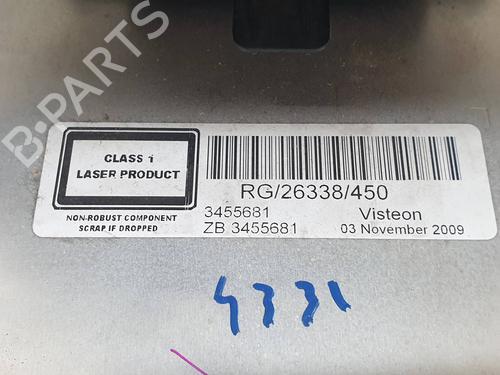 B-PARTS
CLASS 1
LASER PRODUCT
NON-ROBUST COMPONENT
SCRAP IF DROPPED
RG/26338/450
3455681
Visteon
ZB 3455681
03 November 2009
4331